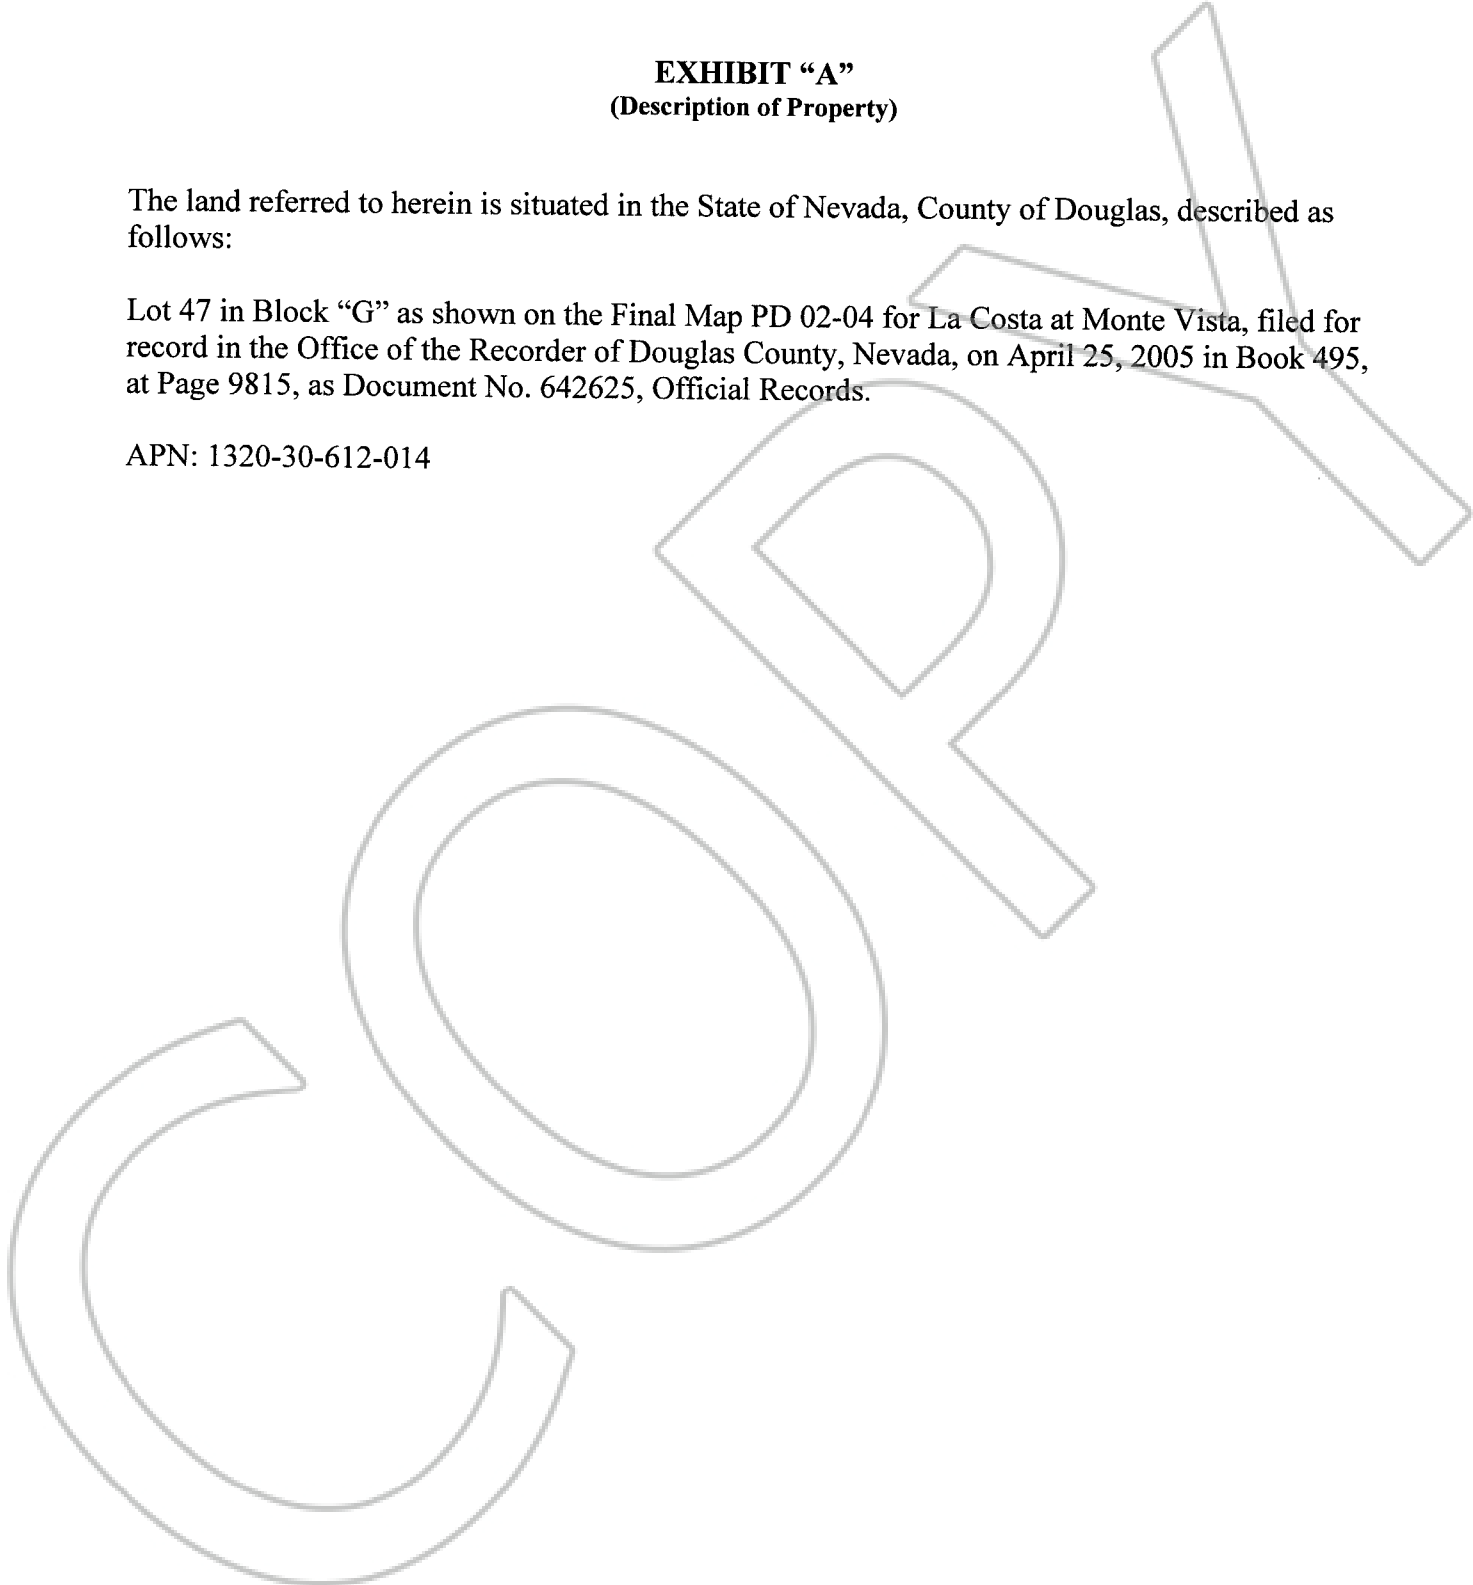 EXHIBIT “A”
(Description of Property)
The land referred to herein is situated in the State of Nevada, County of Douglas, described as
follows:
Lot 47 in Block “G” as shown on the Final Map PD 02-04 for La Costa at Monte Vista, filed for
record in the Office of the Recorder of Douglas County, Nevada, on April 25, 2005 in Book 495,
at Page 9815, as Document No. 642625, Official Records.
APN: 1320-30-612-014
COPY